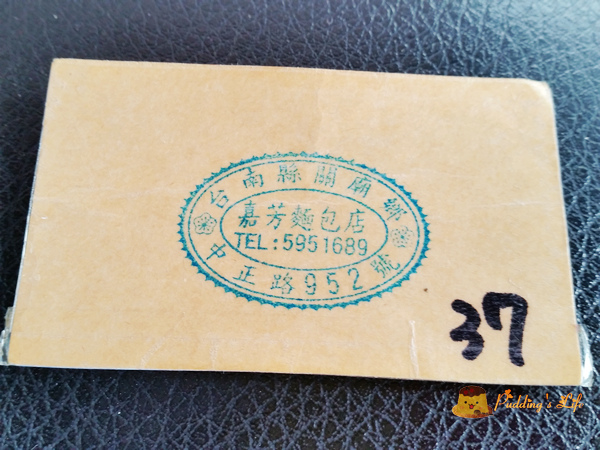 台南縣關廟鄉
嘉芳麵包店
TEL:5951689
中正路952號
37
Pudding's Life